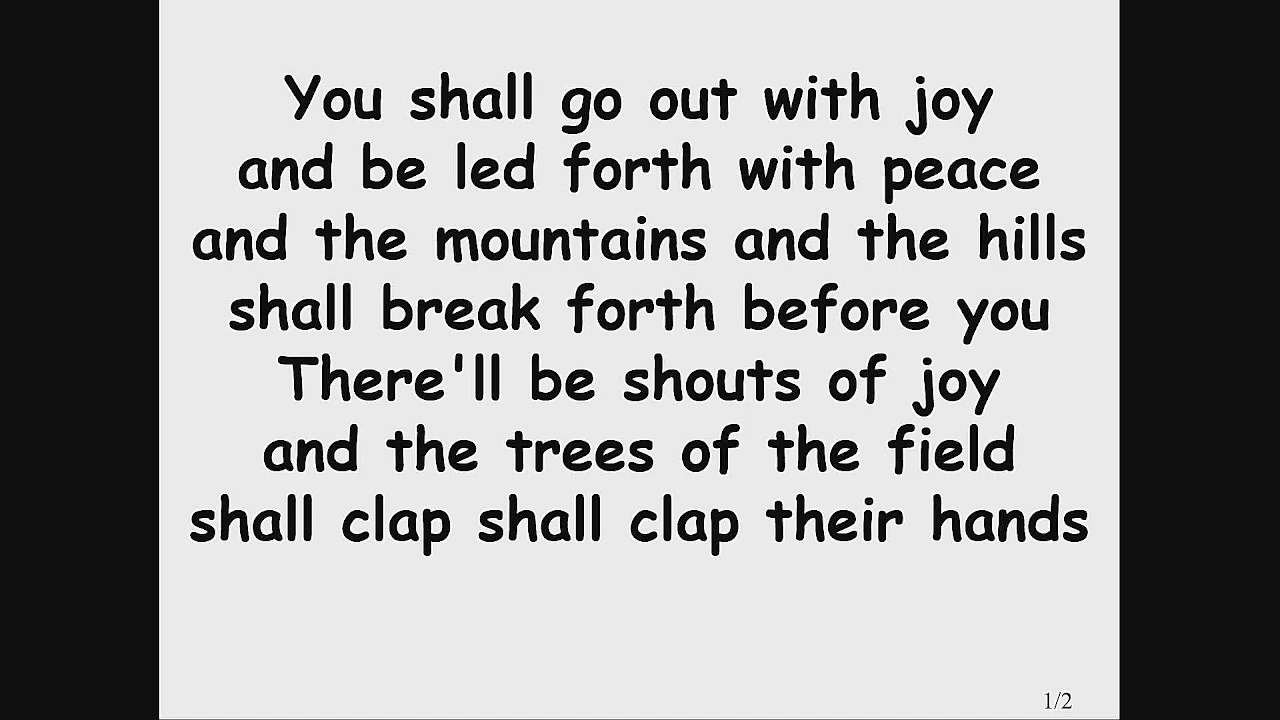 You shall go out with joy
and be led forth with peace
and the mountains and the hills
shall break forth before you
There'll be shouts of joy
and the trees of the field
shall clap shall clap their hands
1/2